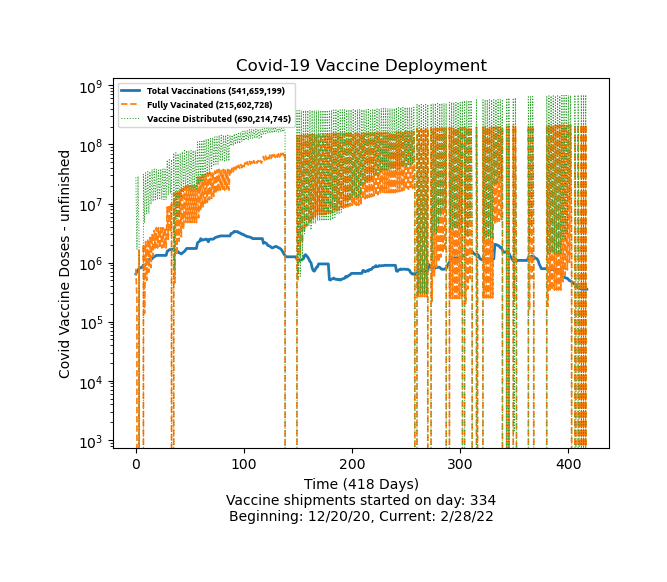 Covid-19 Vaccine Deployment
Total Vaccinations (541,659,199)
Fully Vacinated (215,602,728)
Vaccine Distributed (690,214,745)
Covid Vaccine Doses - unfinished
10⁹
10⁸
10⁷
10⁶
10⁵
10⁴
10³
0 100 200 300 400
Time (418 Days)
Vaccine shipments started on day: 334
Beginning: 12/20/20, Current: 2/28/22